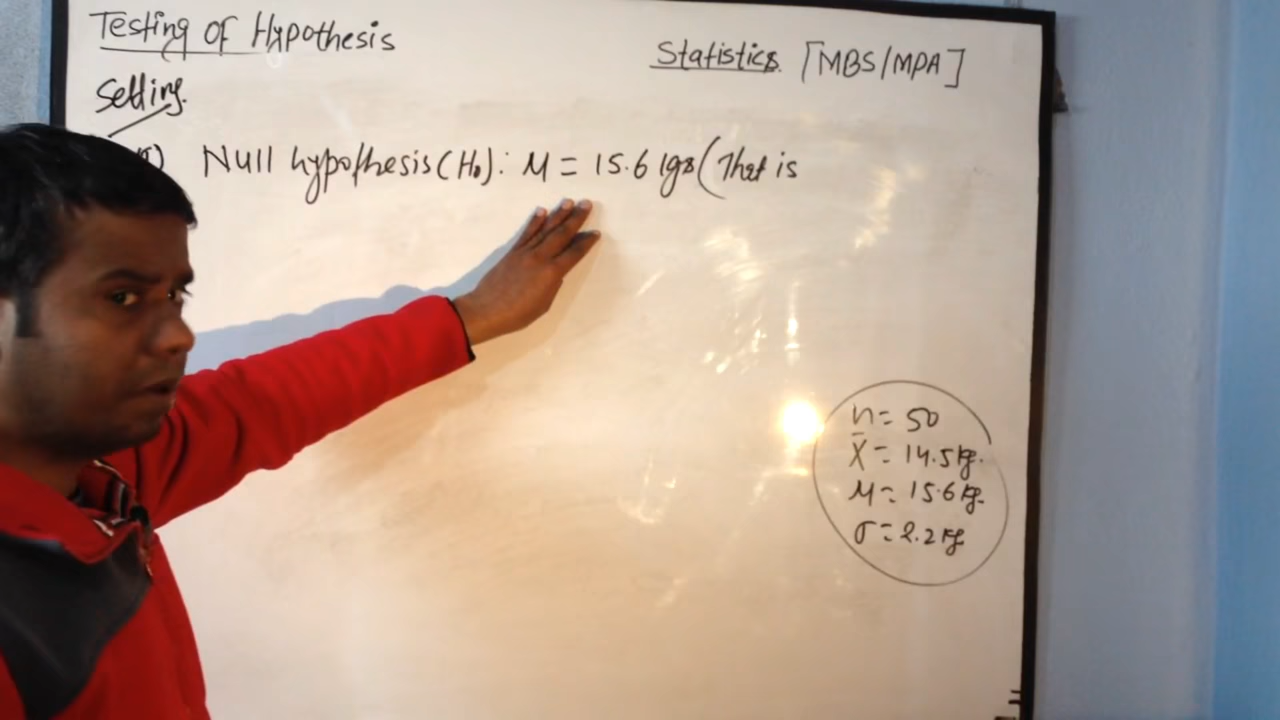 Testing of Hypothesis
Statistics [MBS/MPA]
Setting
Null hypothesis (H₀): μ = 15.6 kgs (That is
n = 50
x̄ = 14.5 kg.
μ = 15.6 kg.
σ = 2.2 kg